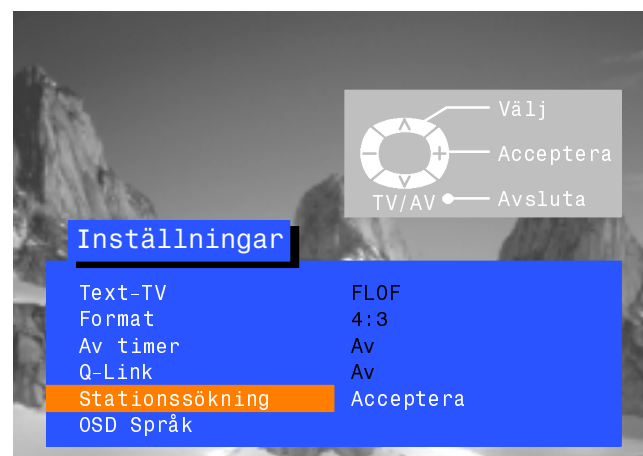 Välj
Acceptera
TV/AV Avsluta
Inställningar
Text-TV FLOF
Format 4:3
Av timer Av
Q-Link Av
Stationssökning Acceptera
OSD Språk